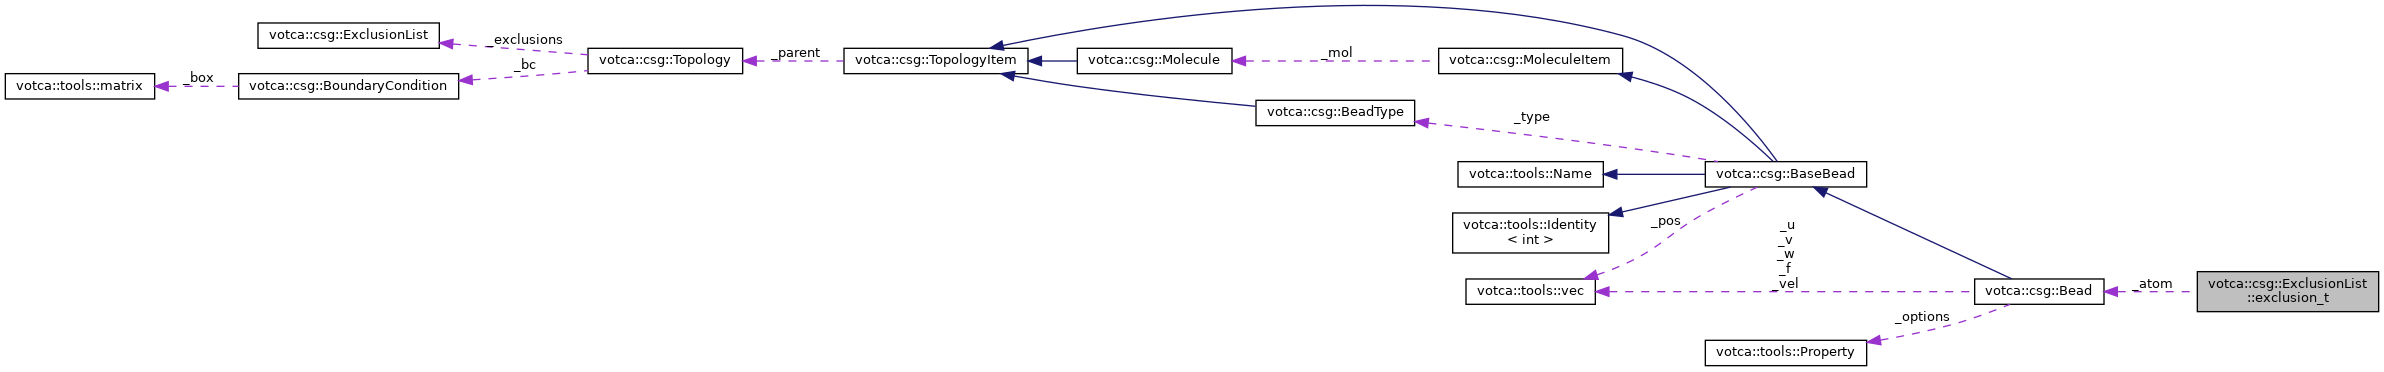 votca::csg::ExclusionList
_exclusions
_parent
_mol
votca::csg::Topology
votca::csg::TopologyItem
votca::csg::Molecule
votca::csg::MoleculeItem
_bc
_box
votca::tools::matrix
votca::csg::BoundaryCondition
votca::csg::BeadType
_type
votca::tools::Name
votca::csg::BaseBead
votca::tools::Identity
< int >
_pos
_u
_v
_w
_f
_vel
votca::tools::vec
votca::csg::Bead
_atom
votca::csg::ExclusionList
::exclusion_t
_options
votca::tools::Property